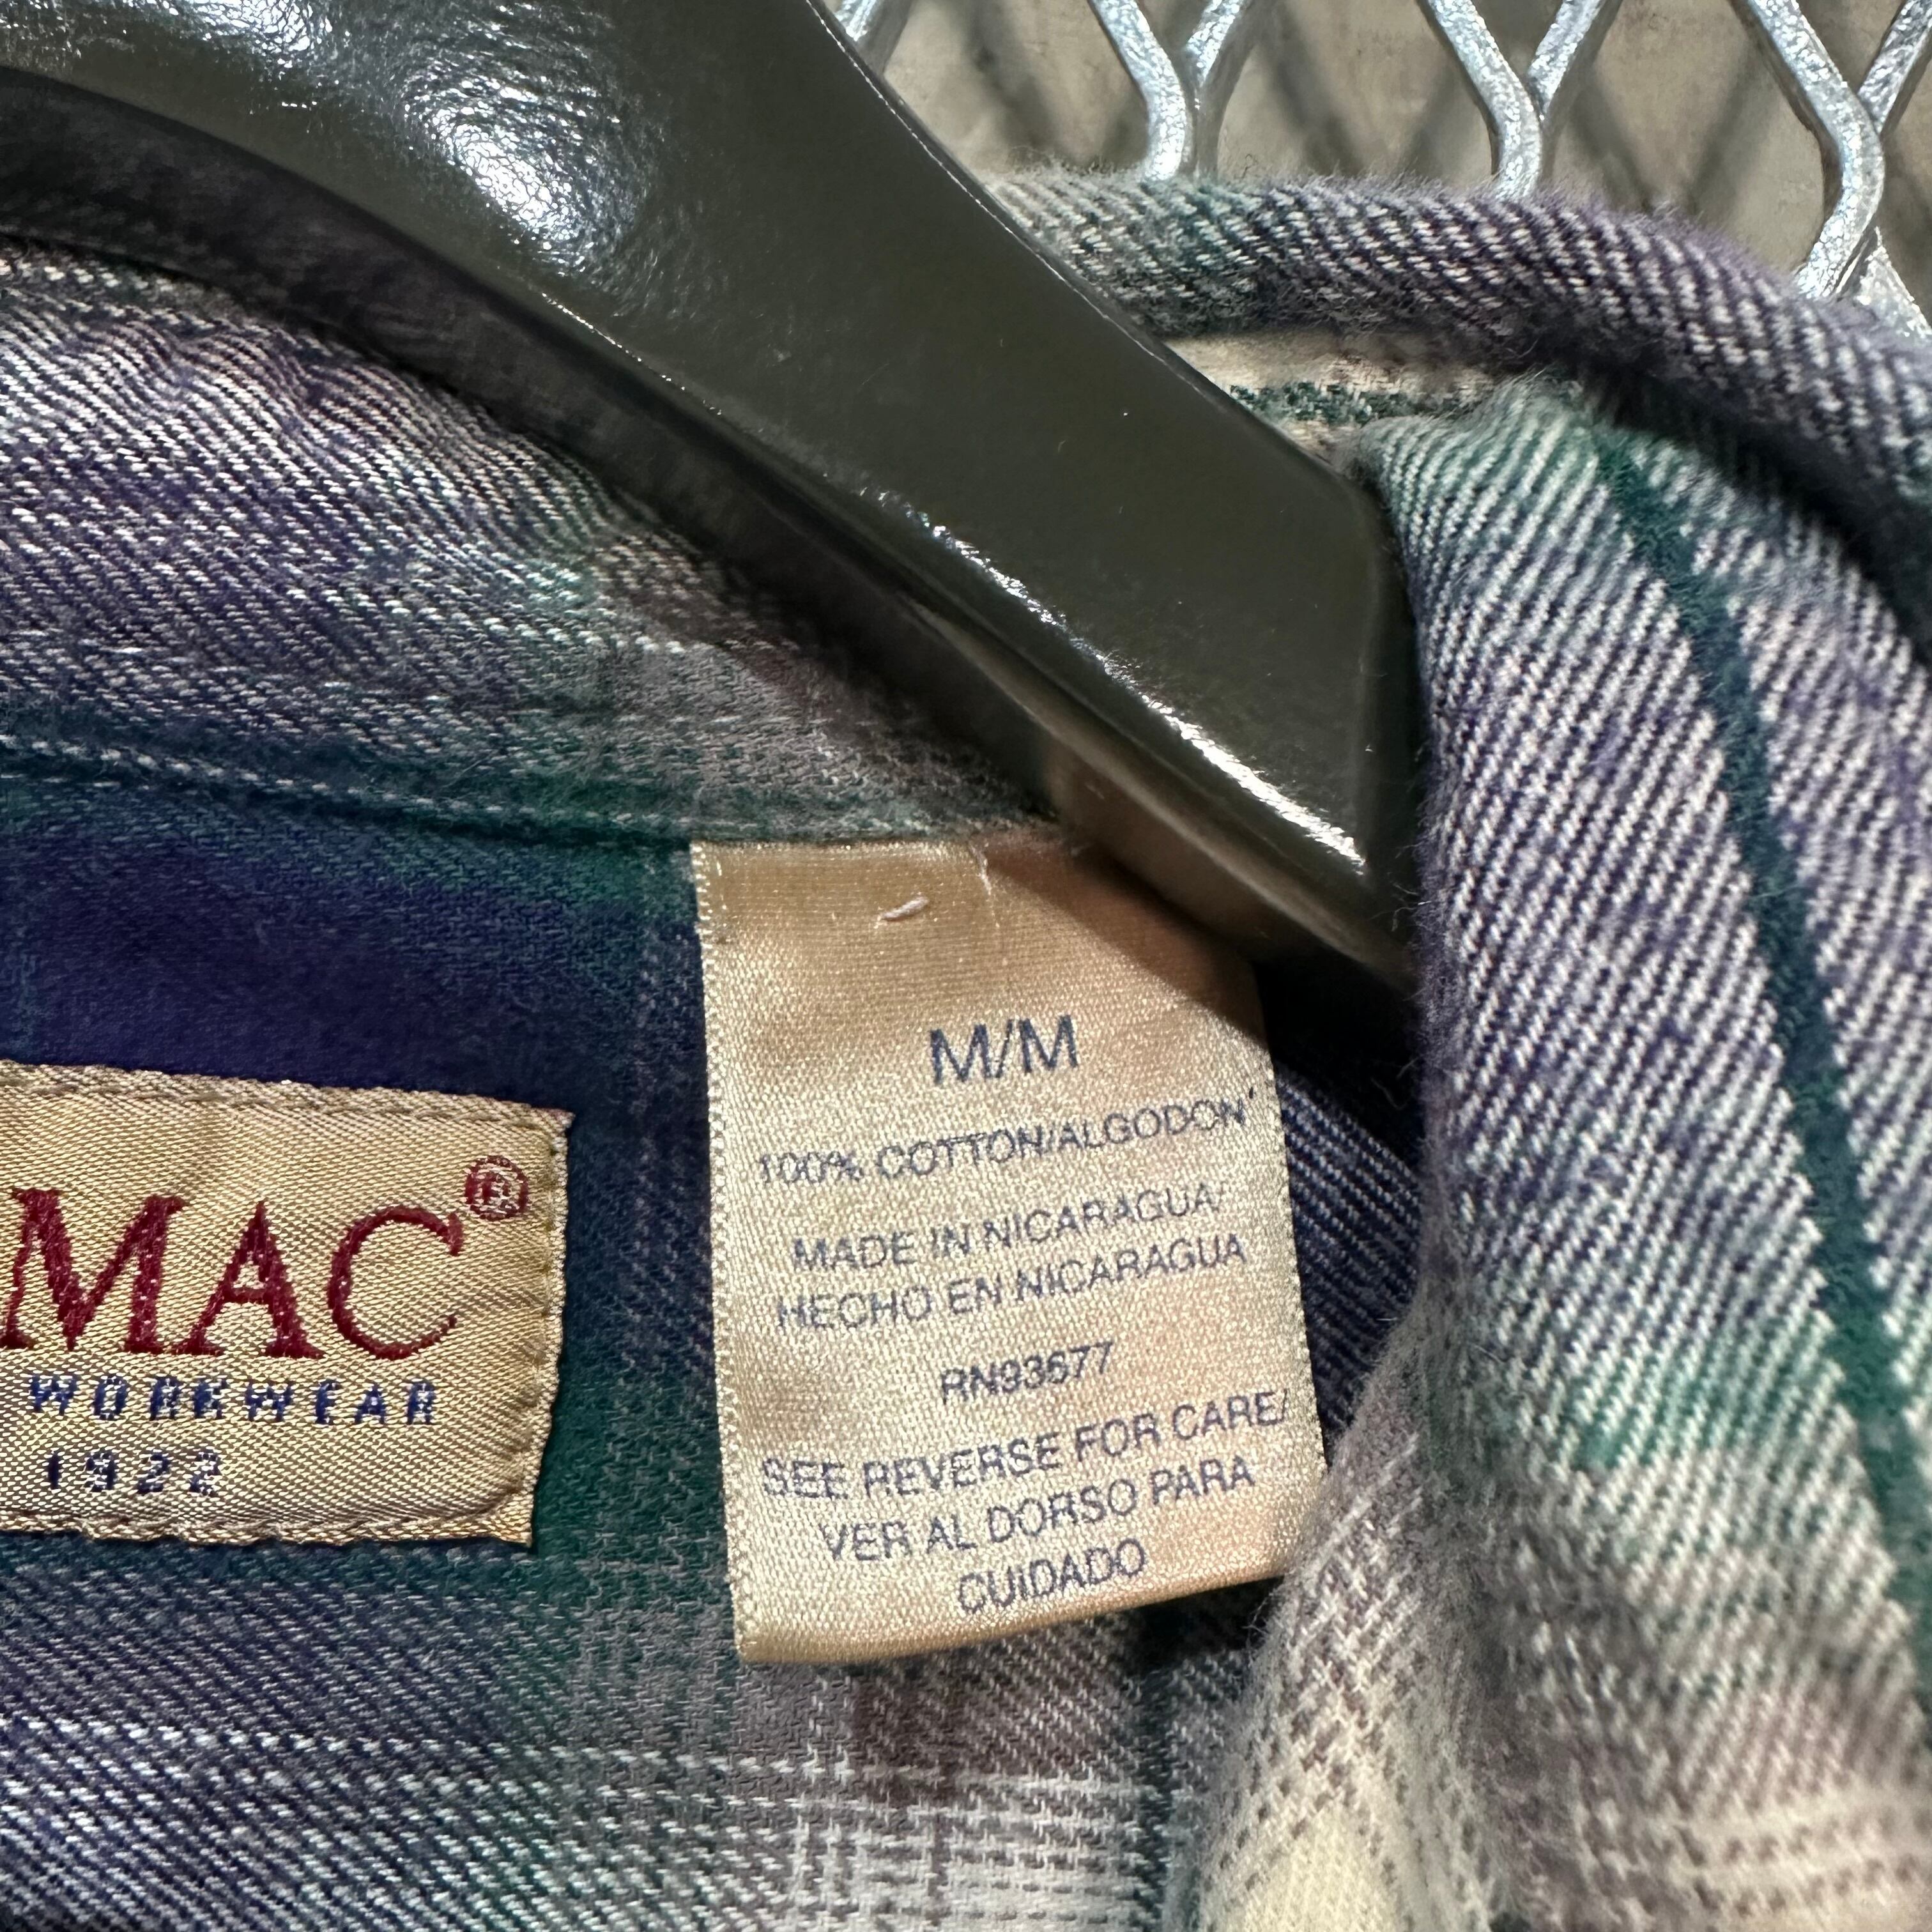 MAC®
WORKWEAR
1922
M/M
100% COTTON/ALGODON
MADE IN NICARAGUA/
HECHO EN NICARAGUA
RN93677
SEE REVERSE FOR CARE/
VER AL DORSO PARA
CUIDADO